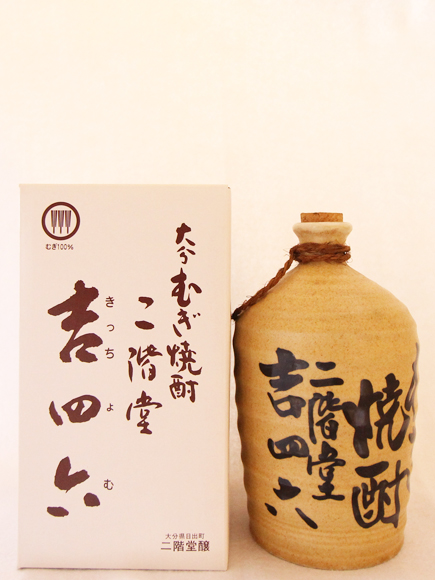 むぎ100%
大分むぎ焼酎
二階堂
吉四六
きっちょむ
大分県日出町
二階堂醸
焼酎
二階堂
吉四六